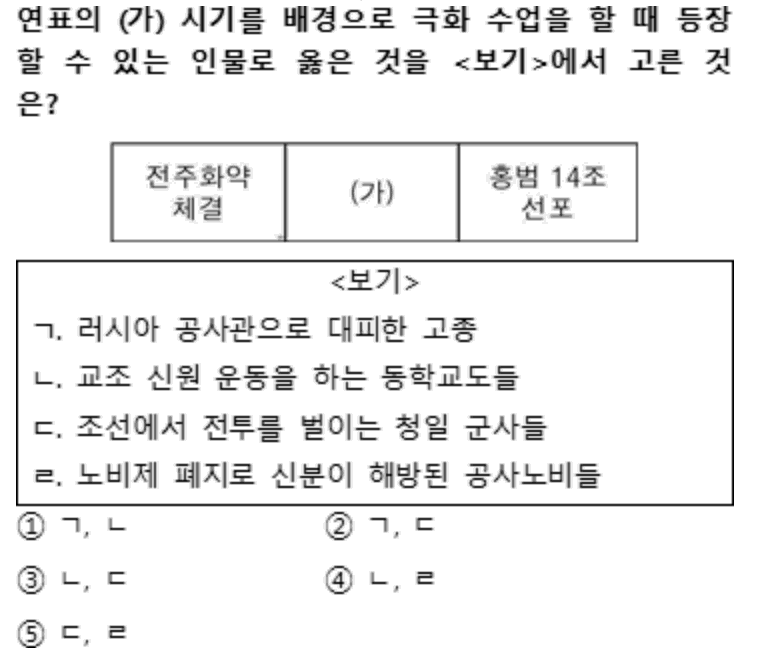 연표의 (가) 시기를 배경으로 극화 수업을 할 때 등장
할 수 있는 인물로 옳은 것을 <보기>에서 고른 것
은?
전주화약 체결 (가) 홍범 14조 선포
<보기>
ㄱ. 러시아 공사관으로 대피한 고종
ㄴ. 교조 신원 운동을 하는 동학교도들
ㄷ. 조선에서 전투를 벌이는 청일 군사들
ㄹ. 노비제 폐지로 신분이 해방된 공사노비들
① ㄱ, ㄴ ② ㄱ, ㄷ
③ ㄴ, ㄷ ④ ㄴ, ㄹ
⑤ ㄷ, ㄹ